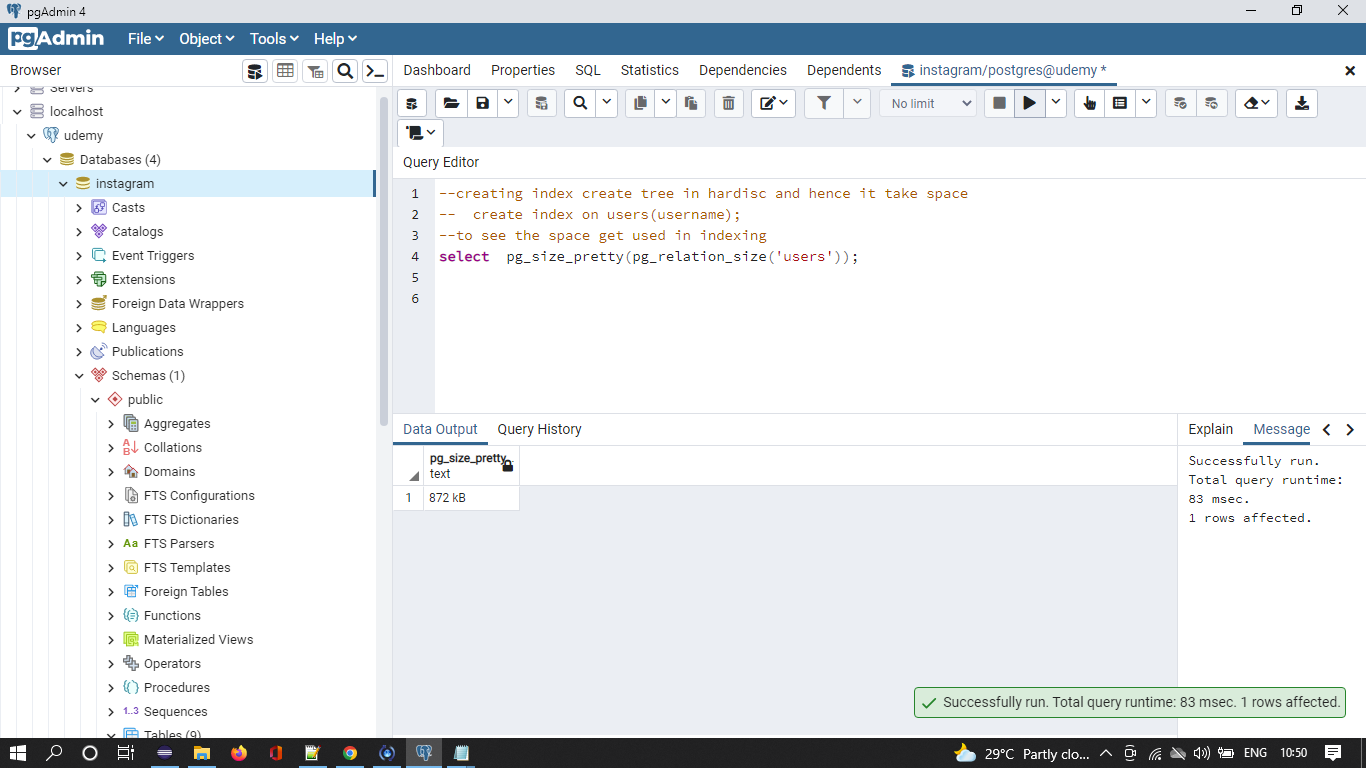 pgAdmin 4
pgAdmin File Object Tools Help
Browser
Dashboard Properties SQL Statistics Dependencies Dependents instagram/postgres@udemy *
Servers
localhost
udemy
Databases (4)
instagram
Casts
Catalogs
Event Triggers
Extensions
Foreign Data Wrappers
Languages
Publications
Schemas (1)
public
Aggregates
Collations
Domains
FTS Configurations
FTS Dictionaries
Aa FTS Parsers
FTS Templates
Foreign Tables
Functions
Materialized Views
Operators
Procedures
1..3 Sequences
Tables (9)
No limit
Query Editor
1 --creating index create tree in hardisc and hence it take space
2 --  create index on users(username);
3 --to see the space get used in indexing
4 select  pg_size_pretty(pg_relation_size('users'));
5
6
Data Output Query History
pg_size_pretty
text
1 872 kB
Explain Message
Successfully run.
Total query runtime:
83 msec.
1 rows affected.
Successfully run. Total query runtime: 83 msec. 1 rows affected.
29°C Partly clo... ENG 10:50